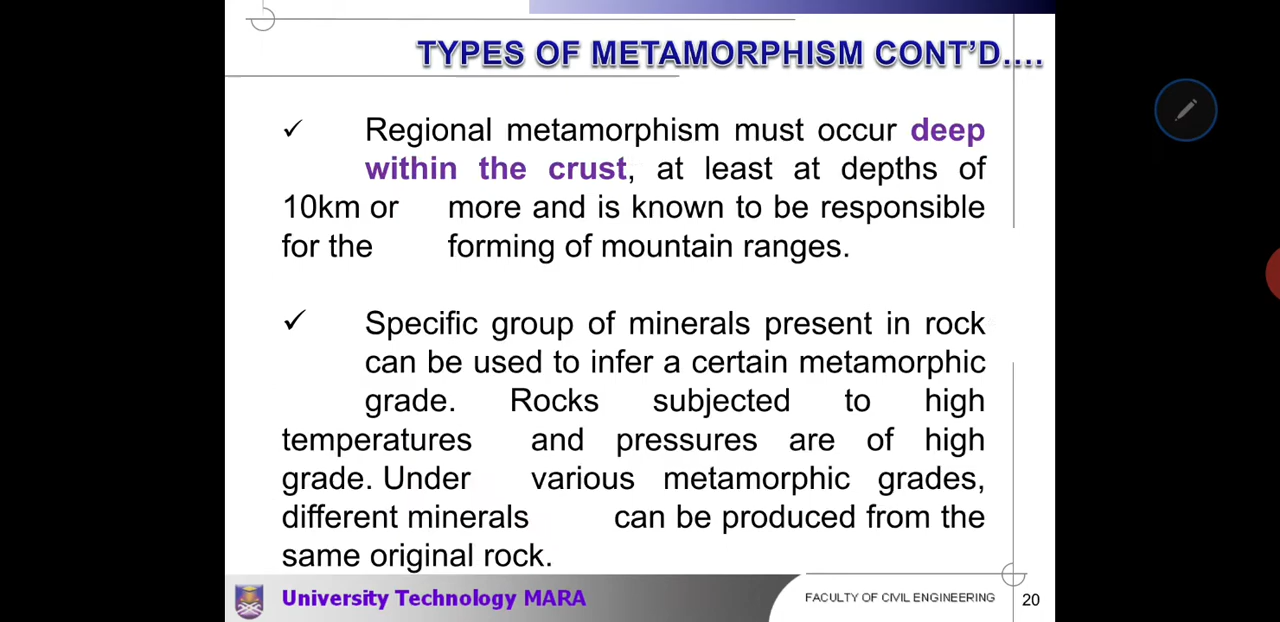 TYPES OF METAMORPHISM CONT'D....
✓ Regional metamorphism must occur deep
within the crust, at least at depths of
10km or more and is known to be responsible
for the forming of mountain ranges.
✓ Specific group of minerals present in rock
can be used to infer a certain metamorphic
grade. Rocks subjected to high
temperatures and pressures are of high
grade. Under various metamorphic grades,
different minerals can be produced from the
same original rock.
University Technology MARA
FACULTY OF CIVIL ENGINEERING
20